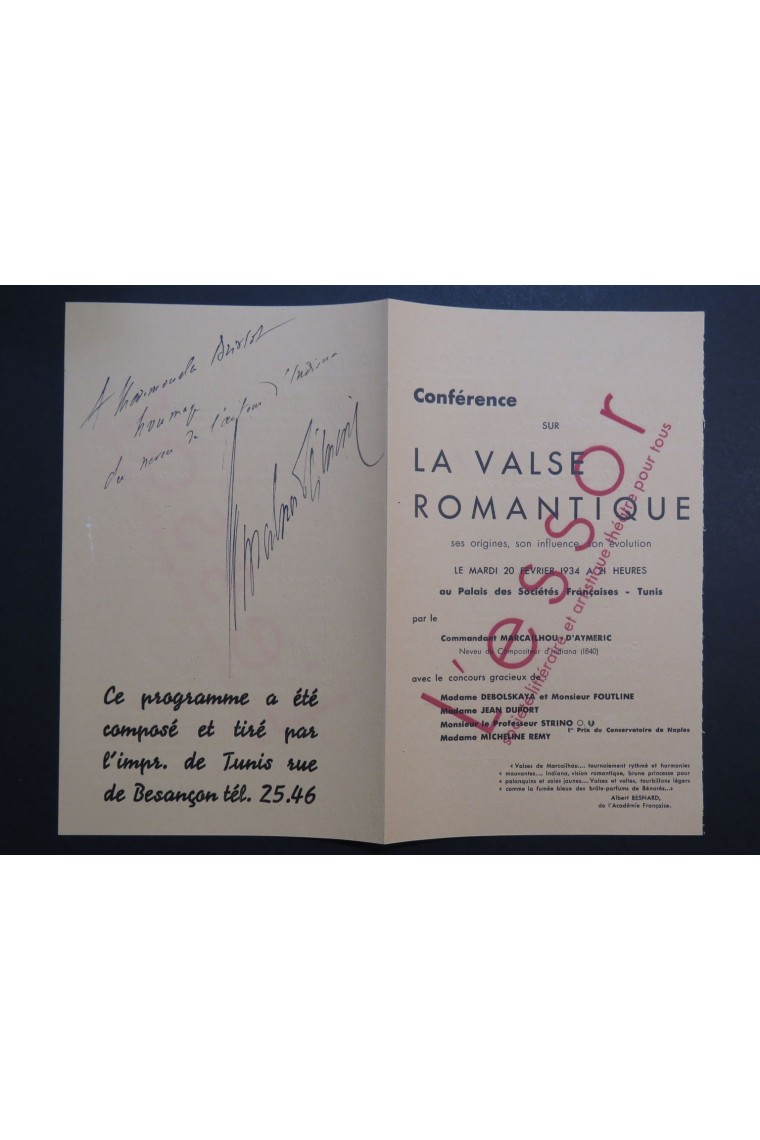 A
hommage
du neveu de l'auteur d'Indiana
Ce programme a été
composé et tiré par
l'impr. de Tunis rue
de Besançon tél. 25.46
Conférence
SUR
LA VALSE
ROMANTIQUE
ses origines, son influence, son évolution
LE MARDI 20 FÉVRIER 1934 A 21 HEURES
au Palais des Sociétés Françaises - Tunis
par le
Commandant MARCAILHOU-D'AYMERIC
Neveu du Compositeur d'Indiana (1840)
avec le concours gracieux de :
Madame DEBOLSKAYA et Monsieur FOUTLINE
Madame JEAN DUPORT
Monsieur le Professeur STRINO O. U
1er Prix du Conservatoire de Naples
Madame MICHELINE REMY
« Valses de Marcailhou.... tournoiement rythmé et harmonies
« mouvantes.... Indiana, vision romantique, brune princesse pour
« palanquins et soies jaunes.... Valses et voltes, tourbillons légers
« comme la fumée bleue des brûle-parfums de Bénarès...»
Albert BESNARD,
de l'Académie Française.
L'essor
société littéraire et artistique théâtre pour tous